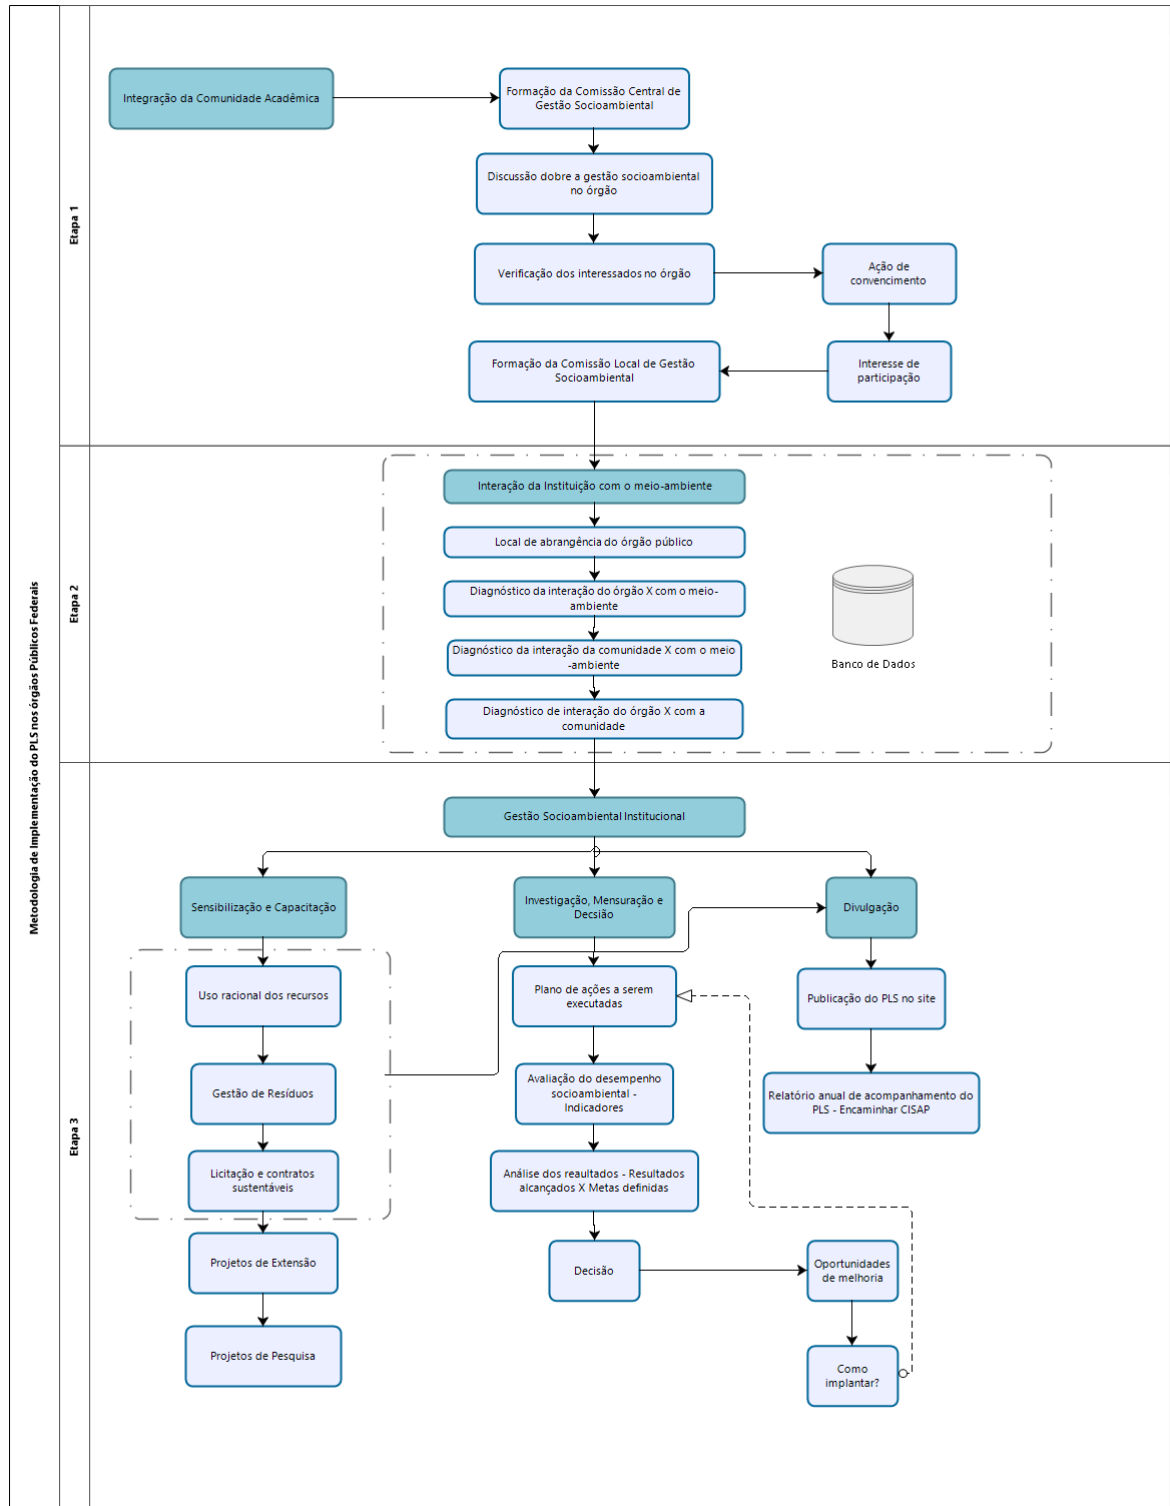 Metodologia de Implementação do PLS nos órgãos Públicos Federais
Etapa 1
Integração da Comunidade Acadêmica
Formação da Comissão Central de
Gestão Socioambiental
Discussão dobre a gestão socioambiental
no órgão
Verificação dos interessados no órgão
Ação de
convencimento
Formação da Comissão Local de Gestão
Socioambiental
Interesse de
participação
Etapa 2
Interação da Instituição com o meio-ambiente
Local de abrangência do órgão público
Diagnóstico da interação do órgão X com o meio-
ambiente
Diagnóstico da interação da comunidade X com o meio
-ambiente
Diagnóstico de interação do órgão X com a
comunidade
Banco de Dados
Etapa 3
Gestão Socioambiental Institucional
Sensibilização e Capacitação
Investigação, Mensuração e
Decsião
Divulgação
Uso racional dos recursos
Plano de ações a serem
executadas
Publicação do PLS no site
Gestão de Resíduos
Avaliação do desempenho
socioambiental -
Indicadores
Relatório anual de acompanhamento do
PLS - Encaminhar CISAP
Licitação e contratos
sustentáveis
Análise dos reaultados - Resultados
alcançados X Metas definidas
Projetos de Extensão
Decisão
Oportunidades
de melhoria
Projetos de Pesquisa
Como
implantar?